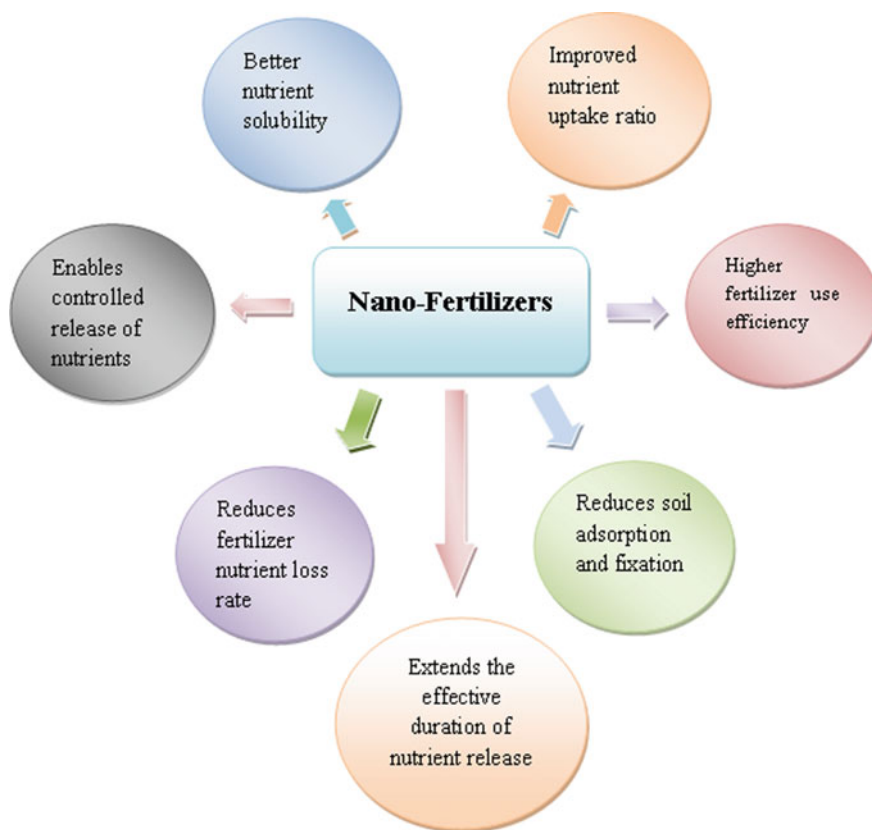 Better
nutrient
solubility
Improved
nutrient
uptake ratio
Enables
controlled
release of
nutrients
Nano-Fertilizers
Higher
fertilizer use
efficiency
Reduces
fertilizer
nutrient loss
rate
Reduces soil
adsorption
and fixation
Extends the
effective
duration of
nutrient release